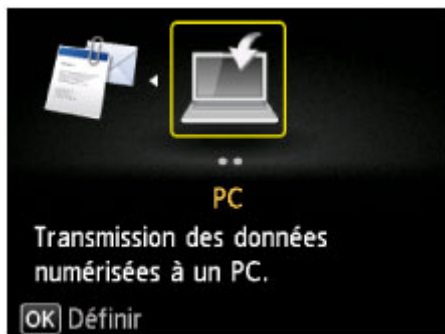 PC
Transmission des données
numérisées à un PC.
OK Définir